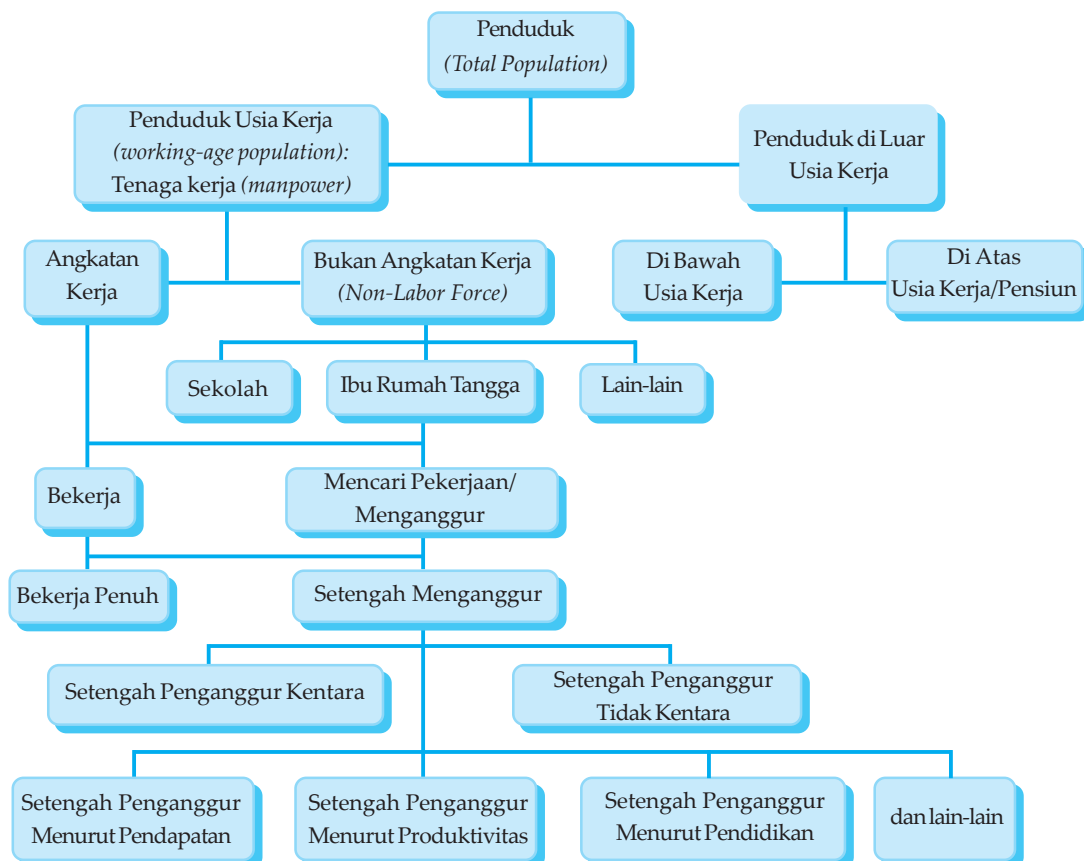 Penduduk
(Total Population)
Penduduk Usia Kerja
(working-age population):
Tenaga kerja (manpower)
Penduduk di Luar
Usia Kerja
Angkatan
Kerja
Bukan Angkatan Kerja
(Non-Labor Force)
Di Bawah
Usia Kerja
Di Atas
Usia Kerja/Pensiun
Sekolah
Ibu Rumah Tangga
Lain-lain
Bekerja
Mencari Pekerjaan/
Menganggur
Bekerja Penuh
Setengah Menganggur
Setengah Penganggur Kentara
Setengah Penganggur
Tidak Kentara
Setengah Penganggur
Menurut Pendapatan
Setengah Penganggur
Menurut Produktivitas
Setengah Penganggur
Menurut Pendidikan
dan lain-lain